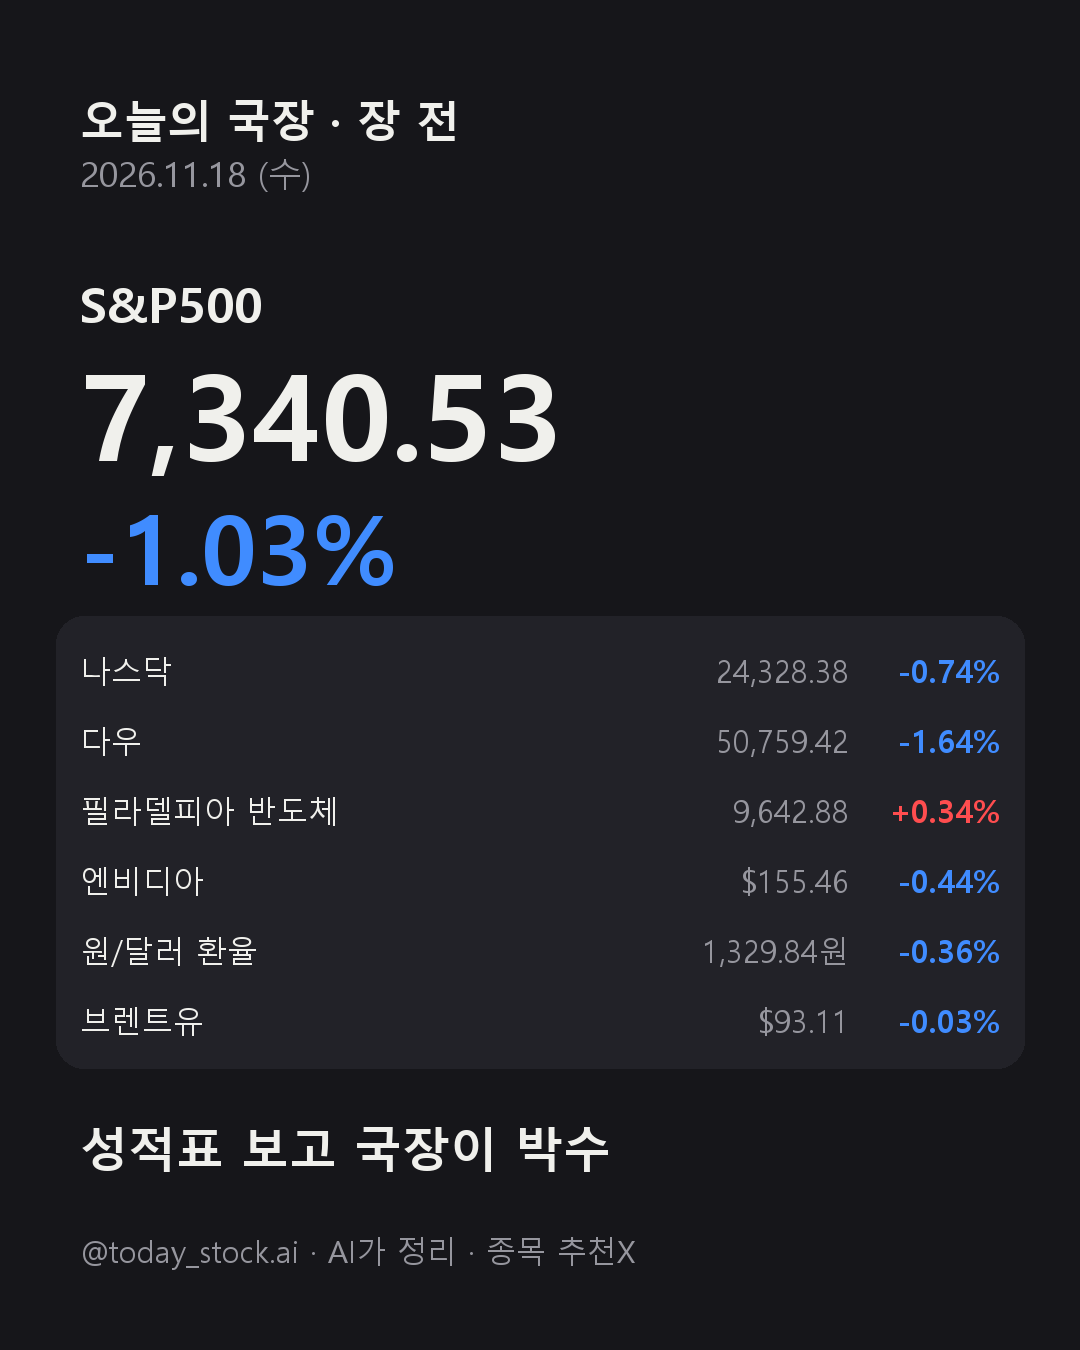 오늘의 국장 · 장 전
2026.11.18 (수)
S&P500
7,340.53
-1.03%
나스닥 24,328.38 -0.74%
다우 50,759.42 -1.64%
필라델피아 반도체 9,642.88 +0.34%
엔비디아 $155.46 -0.44%
원/달러 환율 1,329.84원 -0.36%
브렌트유 $93.11 -0.03%
성적표 보고 국장이 박수
@today_stock.ai · AI가 정리 · 종목 추천X